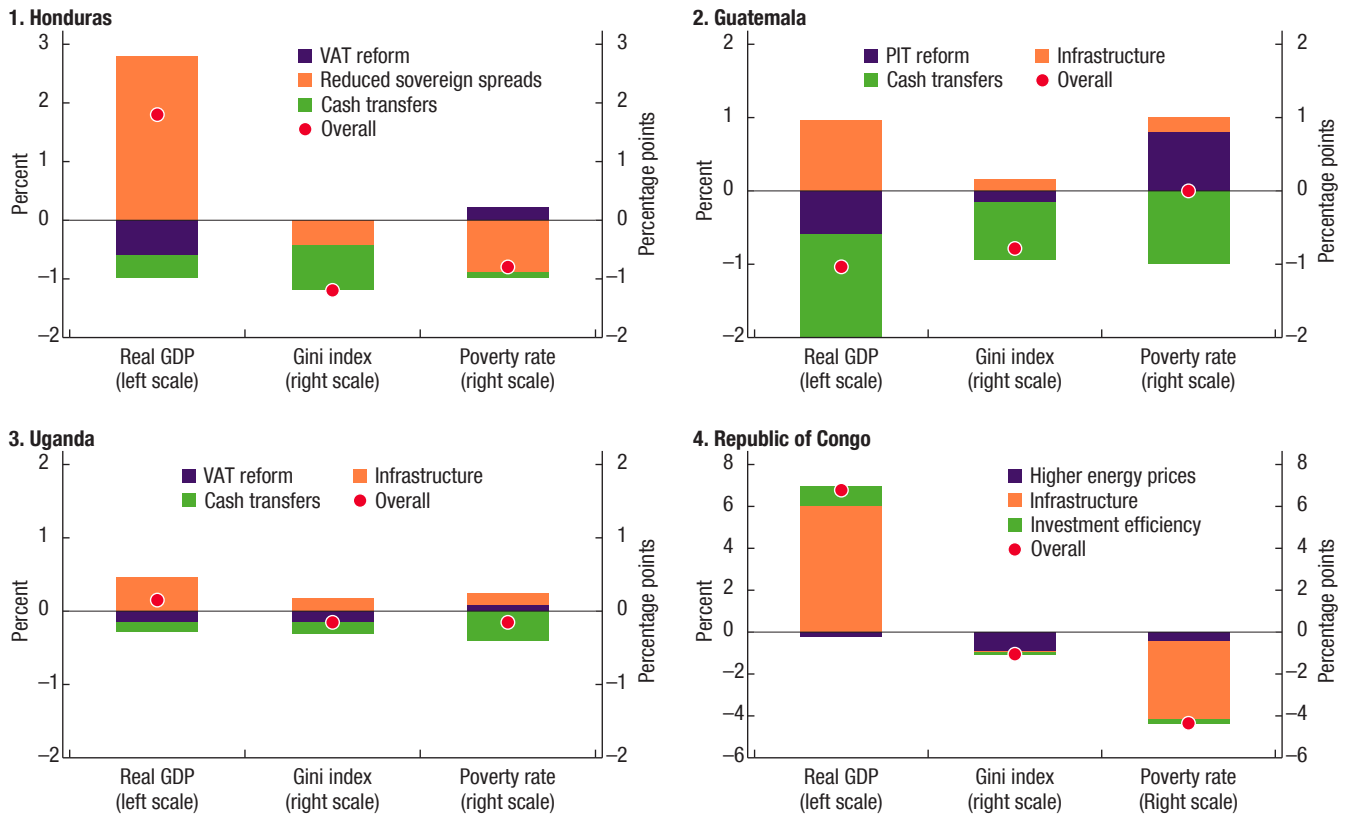 1. Honduras
3
2
1
0
–1
–2
Percent
VAT reform
Reduced sovereign spreads
Cash transfers
Overall
3
2
1
0
–1
–2
Percentage points
Real GDP
(left scale)
Gini index
(right scale)
Poverty rate
(right scale)
2. Guatemala
2
1
0
–1
–2
Percent
PIT reform
Infrastructure
Cash transfers
Overall
2
1
0
–1
–2
Percentage points
Real GDP
(left scale)
Gini index
(right scale)
Poverty rate
(Right scale)
3. Uganda
2
1
0
–1
–2
Percent
VAT reform
Infrastructure
Cash transfers
Overall
2
1
0
–1
–2
Percentage points
Real GDP
(left scale)
Gini index
(right scale)
Poverty rate
(right scale)
4. Republic of Congo
8
6
4
2
0
–2
–4
–6
Percent
Higher energy prices
Infrastructure
Investment efficiency
Overall
8
6
4
2
0
–2
–4
–6
Percentage points
Real GDP
(left scale)
Gini index
(right scale)
Poverty rate
(Right scale)